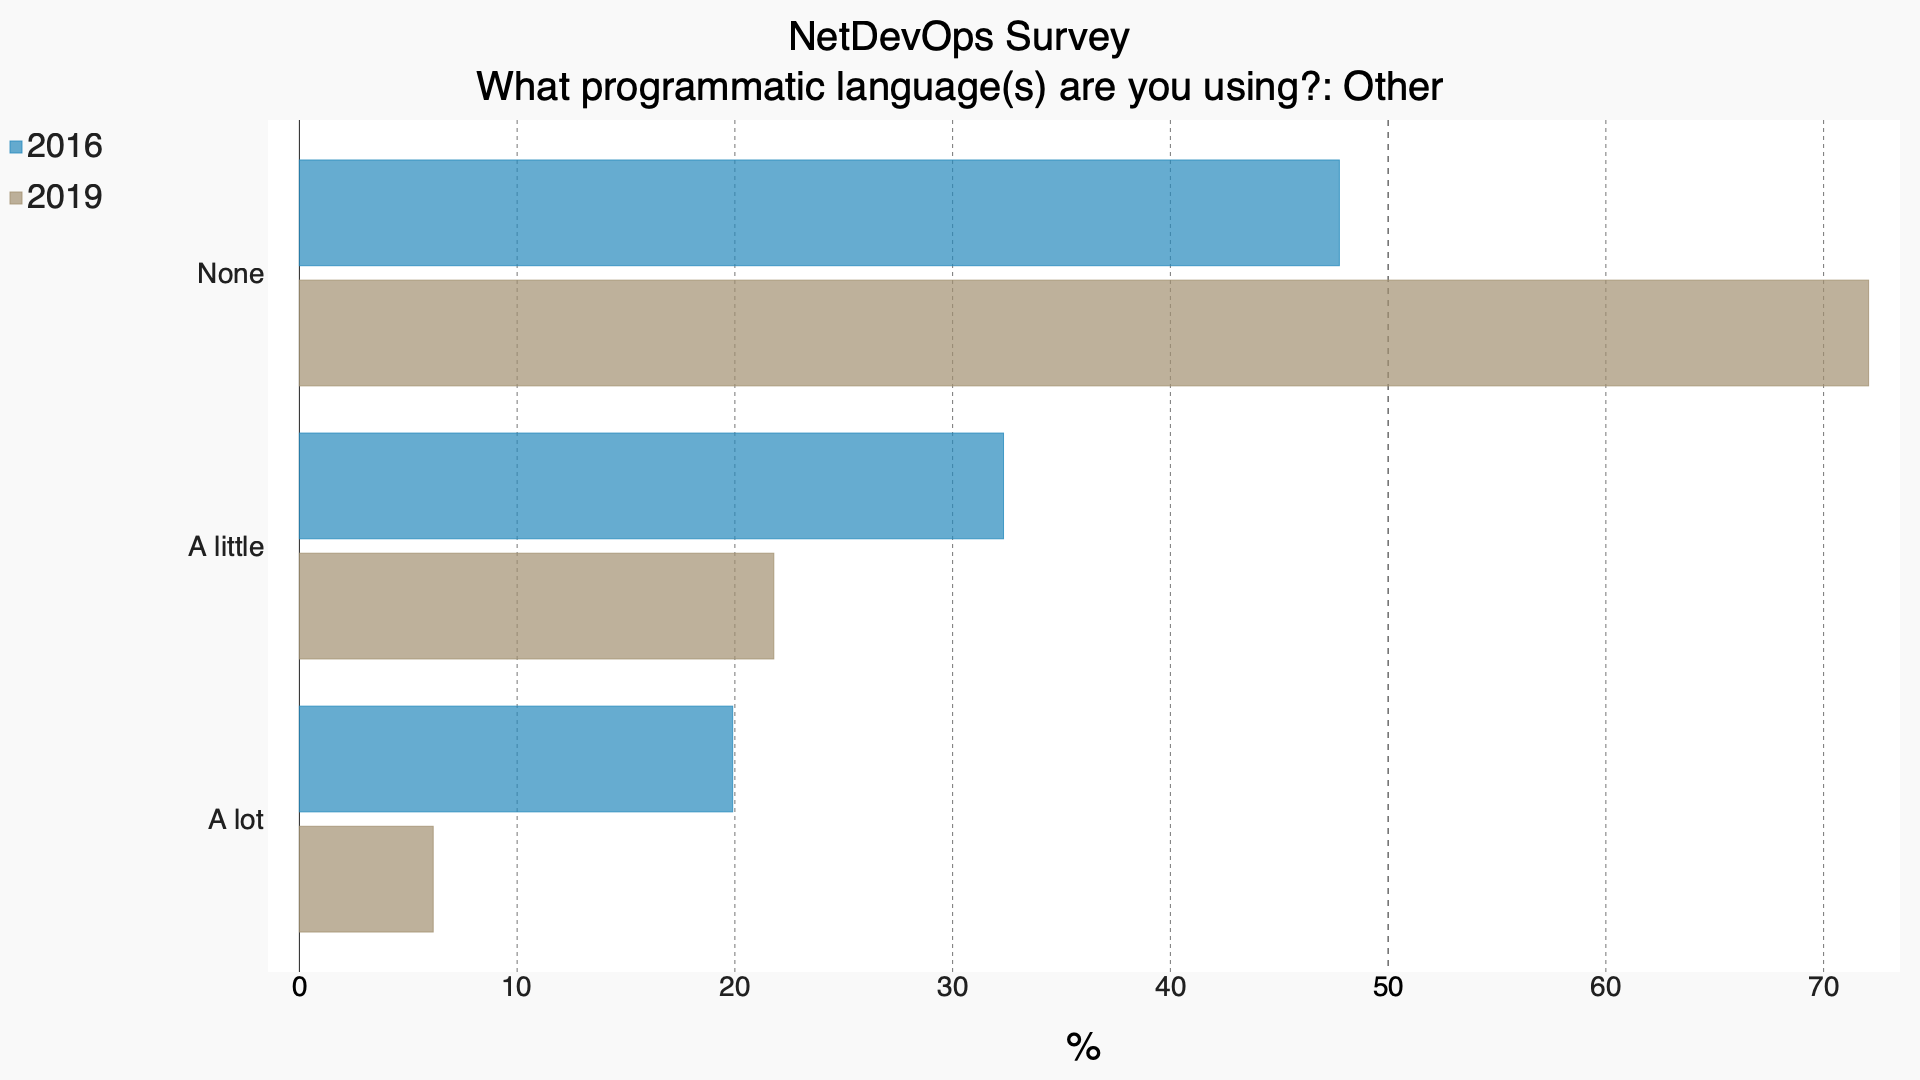 NetDevOps Survey
What programmatic language(s) are you using?: Other
2016
2019
None
A little
A lot
0 10 20 30 40 50 60 70
%